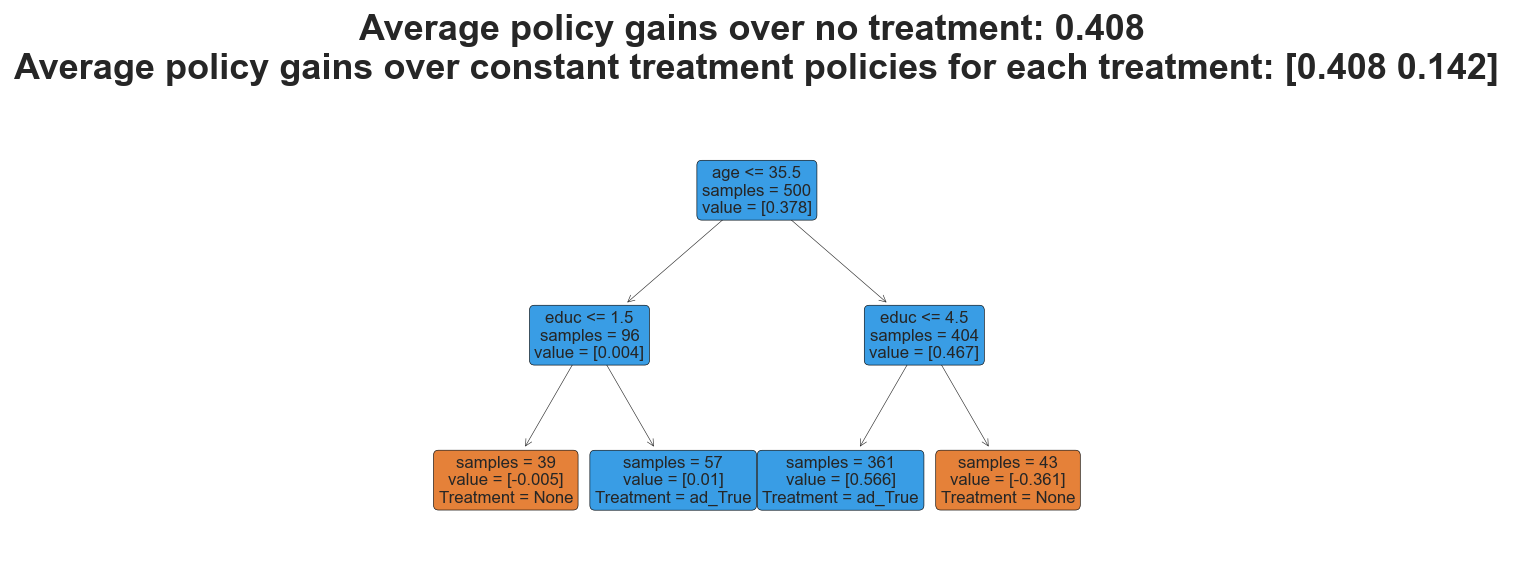 Average policy gains over no treatment: 0.408
Average policy gains over constant treatment policies for each treatment: [0.408 0.142]
age <= 35.5
samples = 500
value = [0.378]
educ <= 1.5
samples = 96
value = [0.004]
educ <= 4.5
samples = 404
value = [0.467]
samples = 39
value = [-0.005]
Treatment = None
samples = 57
value = [0.01]
Treatment = ad_True
samples = 361
value = [0.566]
Treatment = ad_True
samples = 43
value = [-0.361]
Treatment = None